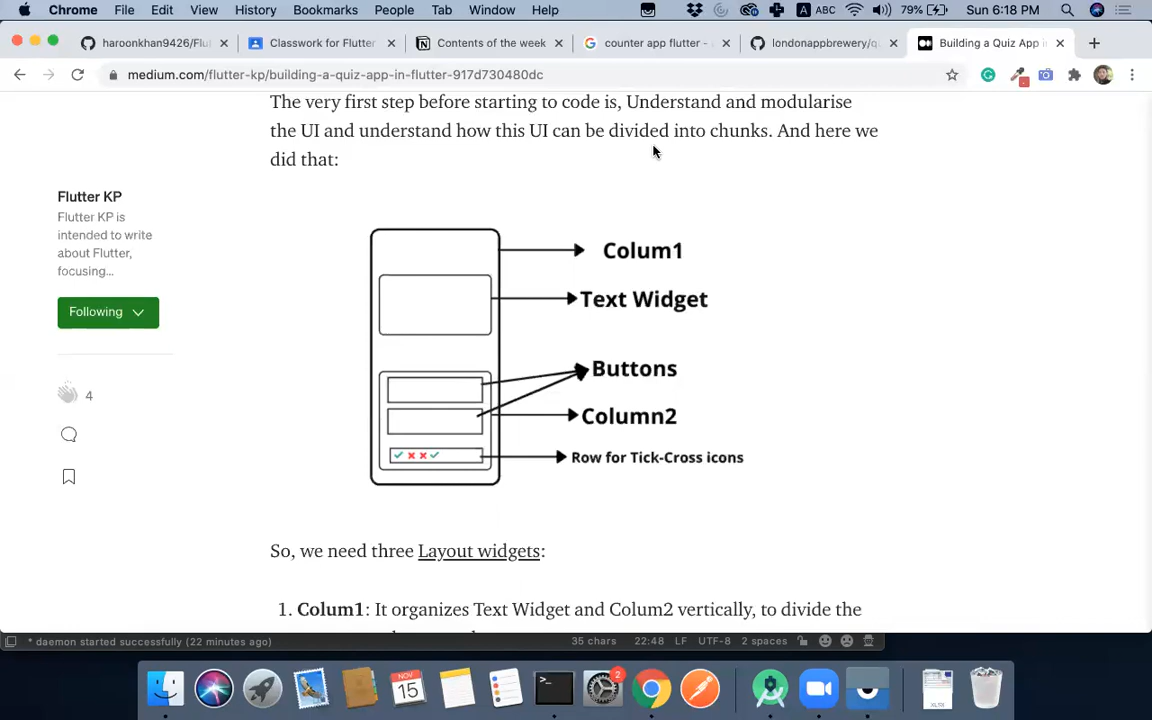 Chrome File Edit View History Bookmarks People Tab Window Help A ABC 79% Sun 6:18 PM
haroonkhan9426/Flu
Classwork for Flutter
Contents of the week
counter app flutter -
londonappbrewery/q
Building a Quiz App i
medium.com/flutter-kp/building-a-quiz-app-in-flutter-917d730480dc
The very first step before starting to code is, Understand and modularise
the UI and understand how this UI can be divided into chunks. And here we
did that:
Flutter KP
Flutter KP is
intended to write
about Flutter,
focusing...
Following
4
Colum1
Text Widget
Buttons
Column2
Row for Tick-Cross icons
So, we need three Layout widgets:
1. Colum1: It organizes Text Widget and Colum2 vertically, to divide the
* daemon started successfully (22 minutes ago) 35 chars 22:48 LF UTF-8 2 spaces
NOV
15
2